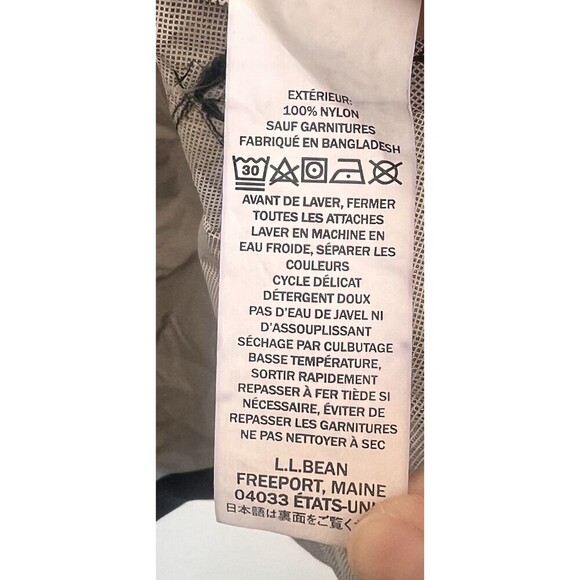 EXTÉRIEUR:
100% NYLON
SAUF GARNITURES
FABRIQUÉ EN BANGLADESH
30
AVANT DE LAVER, FERMER
TOUTES LES ATTACHES
LAVER EN MACHINE EN
EAU FROIDE, SÉPARER LES
COULEURS
CYCLE DÉLICAT
DÉTERGENT DOUX
PAS D'EAU DE JAVEL NI
D'ASSOUPLISSANT
SÉCHAGE PAR CULBUTAGE
BASSE TEMPÉRATURE,
SORTIR RAPIDEMENT
REPASSER À FER TIÈDE SI
NÉCESSAIRE, ÉVITER DE
REPASSER LES GARNITURES
NE PAS NETTOYER À SEC
L.L.BEAN
FREEPORT, MAINE
04033 ÉTATS-UNI
日本語は裏面をご覧く